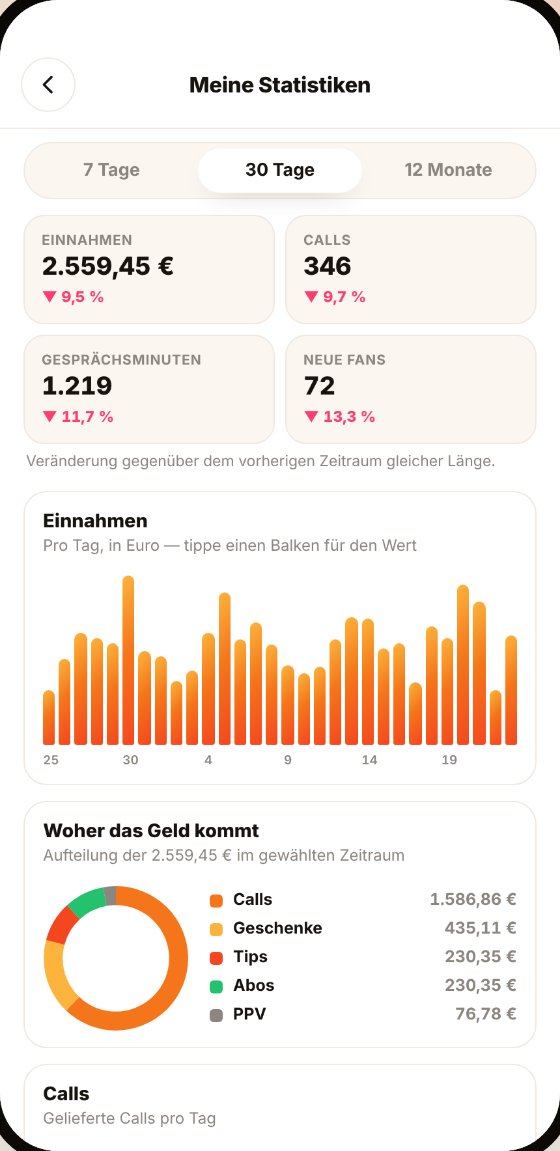 Meine Statistiken
7 Tage 30 Tage 12 Monate
EINNAHMEN
2.559,45 €
▼ 9,5 %
CALLS
346
▼ 9,7 %
GESPRÄCHSMINUTEN
1.219
▼ 11,7 %
NEUE FANS
72
▼ 13,3 %
Veränderung gegenüber dem vorherigen Zeitraum gleicher Länge.
Einnahmen
Pro Tag, in Euro — tippe einen Balken für den Wert
25 30 4 9 14 19
Woher das Geld kommt
Aufteilung der 2.559,45 € im gewählten Zeitraum
Calls 1.586,86 €
Geschenke 435,11 €
Tips 230,35 €
Abos 230,35 €
PPV 76,78 €
Calls
Gelieferte Calls pro Tag